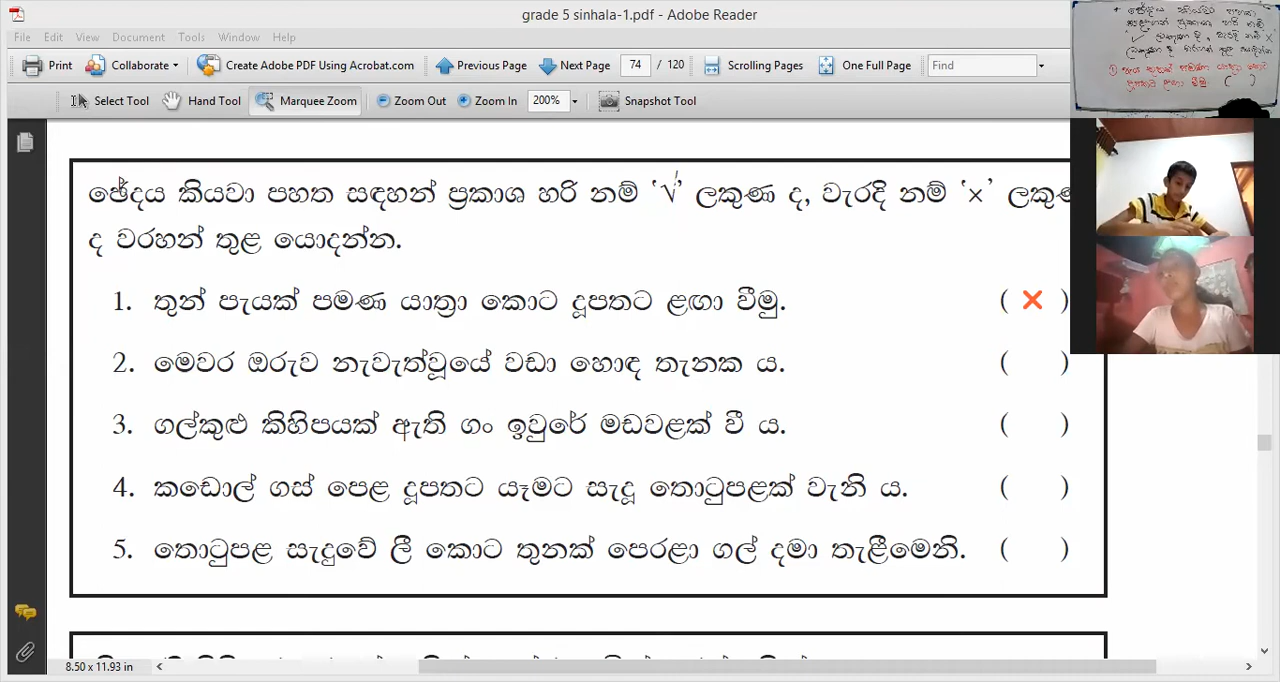 grade 5 sinhala-1.pdf - Adobe Reader
File Edit View Document Tools Window Help
Print Collaborate Create Adobe PDF Using Acrobat.com Previous Page Next Page 74 / 120 Scrolling Pages One Full Page Find
Select Tool Hand Tool Marquee Zoom Zoom Out Zoom In 200% Snapshot Tool
ඡේදය කියවා පහත සඳහන් ප්‍රකාශ හරි නම් ‘√’ ලකුණ ද, වැරදි නම් ‘×’
ද වරහන් තුළ යොදන්න.
1. තුන් පැයක් පමණ යාත්‍රා කොට දූපතට ළඟා වීමු. ( × )
2. මෙවර ඔරුව නැවැත්වූයේ වඩා හොඳ තැනක ය. ( )
3. ගල්කුළු කිහිපයක් ඇති ගං ඉවුරේ මඩවළක් වී ය. ( )
4. කඩොල් ගස් පෙළ දූපතට යෑමට සැදූ තොටුපළක් වැනි ය. ( )
5. තොටුපළ සැදුවේ ලී කොට තුනක් පෙරළා ගල් දමා තැළීමෙනි. ( )
8.50 x 11.93 in